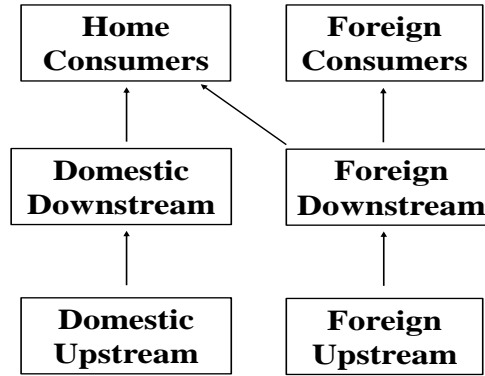 Home
Consumers
Foreign
Consumers
Domestic
Downstream
Foreign
Downstream
Domestic
Upstream
Foreign
Upstream